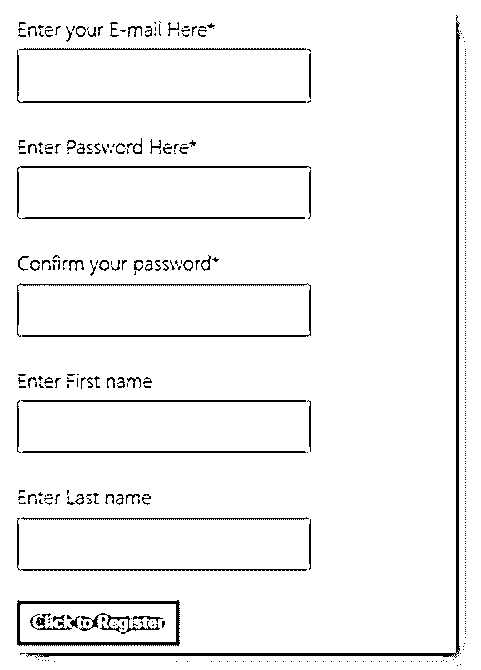 Enter your E-mail Here*
Enter Password Here*
Confirm your password*
Enter First name
Enter Last name
Click to Register